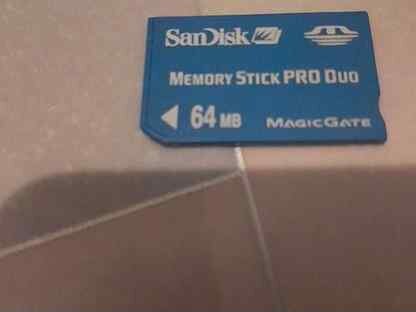 SanDisk
MEMORY STICK PRO DUO
64 MB
MAGICGATE